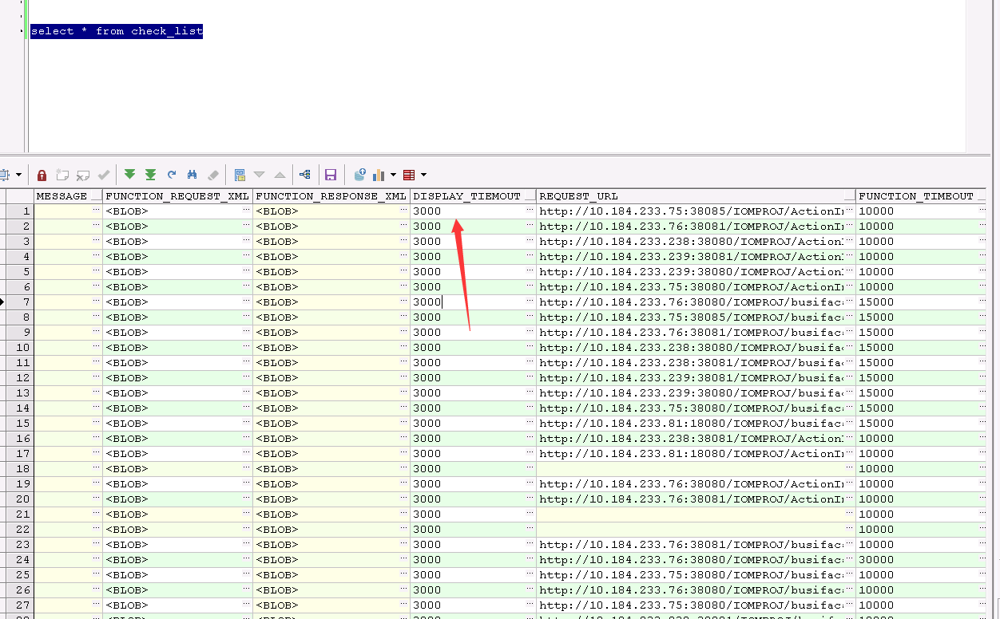 select * from check_list
MESSAGE FUNCTION_REQUEST_XML FUNCTION_RESPONSE_XML DISPLAY_TIEMOUT REQUEST_URL FUNCTION_TIMEOUT
1 <BLOB> <BLOB> 3000 http://10.184.233.75:38085/IOMPROJ/ActionI 10000
2 <BLOB> <BLOB> 3000 http://10.184.233.76:38081/IOMPROJ/ActionI 10000
3 <BLOB> <BLOB> 3000 http://10.184.233.238:38080/IOMPROJ/Action 10000
4 <BLOB> <BLOB> 3000 http://10.184.233.239:38081/IOMPROJ/Action 10000
5 <BLOB> <BLOB> 3000 http://10.184.233.239:38080/IOMPROJ/Action 10000
6 <BLOB> <BLOB> 3000 http://10.184.233.75:38080/IOMPROJ/ActionI 10000
7 <BLOB> <BLOB> 3000 http://10.184.233.76:38080/IOMPROJ/busifac 15000
8 <BLOB> <BLOB> 3000 http://10.184.233.75:38085/IOMPROJ/busifac 15000
9 <BLOB> <BLOB> 3000 http://10.184.233.76:38081/IOMPROJ/busifac 15000
10 <BLOB> <BLOB> 3000 http://10.184.233.238:38080/IOMPROJ/busifa 15000
11 <BLOB> <BLOB> 3000 http://10.184.233.238:38081/IOMPROJ/busifa 15000
12 <BLOB> <BLOB> 3000 http://10.184.233.239:38081/IOMPROJ/busifa 15000
13 <BLOB> <BLOB> 3000 http://10.184.233.239:38080/IOMPROJ/busifa 15000
14 <BLOB> <BLOB> 3000 http://10.184.233.75:38080/IOMPROJ/busifac 15000
15 <BLOB> <BLOB> 3000 http://10.184.233.81:18080/IOMPROJ/busifac 15000
16 <BLOB> <BLOB> 3000 http://10.184.233.238:38081/IOMPROJ/Action 10000
17 <BLOB> <BLOB> 3000 http://10.184.233.81:18080/IOMPROJ/ActionI 10000
18 <BLOB> <BLOB> 3000 10000
19 <BLOB> <BLOB> 3000 http://10.184.233.76:38080/IOMPROJ/ActionI 10000
20 <BLOB> <BLOB> 3000 http://10.184.233.76:38081/IOMPROJ/ActionI 10000
21 <BLOB> <BLOB> 3000 10000
22 <BLOB> <BLOB> 3000 10000
23 <BLOB> <BLOB> 3000 http://10.184.233.76:38081/IOMPROJ/busifac 10000
24 <BLOB> <BLOB> 3000 http://10.184.233.76:38080/IOMPROJ/busifac 30000
25 <BLOB> <BLOB> 3000 http://10.184.233.75:38080/IOMPROJ/busifac 10000
26 <BLOB> <BLOB> 3000 http://10.184.233.76:38080/IOMPROJ/busifac 10000
27 <BLOB> <BLOB> 3000 http://10.184.233.75:38080/IOMPROJ/busifac 10000